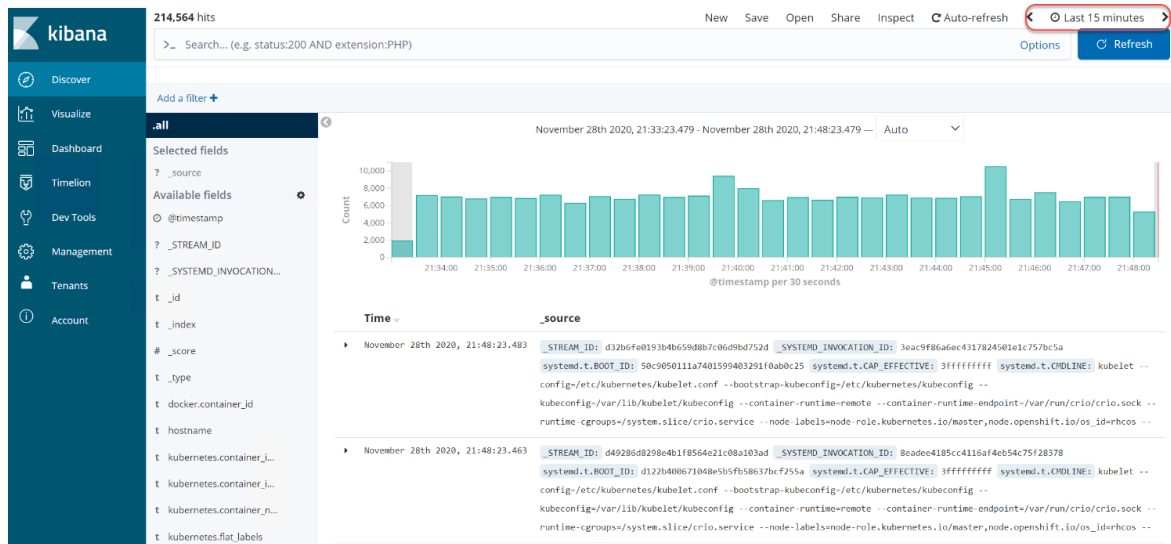 kibana
Discover
Visualize
Dashboard
Timelion
Dev Tools
Management
Tenants
Account
214,564 hits
New Save Open Share Inspect Auto-refresh Last 15 minutes
>_ Search... (e.g. status:200 AND extension:PHP) Options Refresh
Add a filter +
.all
Selected fields
? _source
Available fields
@timestamp
? _STREAM_ID
? _SYSTEMD_INVOCATION...
t _id
t _index
# _score
t _type
t docker.container_id
t hostname
t kubernetes.container_i...
t kubernetes.container_i...
t kubernetes.container_n...
t kubernetes.flat_labels
November 28th 2020, 21:33:23.479 - November 28th 2020, 21:48:23.479 — Auto
Count
10,000
8,000
6,000
4,000
2,000
0
21:34:00 21:35:00 21:36:00 21:37:00 21:38:00 21:39:00 21:40:00 21:41:00 21:42:00 21:43:00 21:44:00 21:45:00 21:46:00 21:47:00 21:48:00
@timestamp per 30 seconds
Time _source
November 28th 2020, 21:48:23.483 _STREAM_ID: d32b6fe0193b4b659d8b7c06d9bd752d _SYSTEMD_INVOCATION_ID: 3eac9f86a6ec4317824501e1c757bc5a
systemd.t.BOOT_ID: 50c9050111a7401599403291f0ab0c25 systemd.t.CAP_EFFECTIVE: 3fffffffff systemd.t.CMDLINE: kubelet --
config=/etc/kubernetes/kubelet.conf --bootstrap-kubeconfig=/etc/kubernetes/kubeconfig --
kubeconfig=/var/lib/kubelet/kubeconfig --container-runtime=remote --container-runtime-endpoint=/var/run/crio/crio.sock --
runtime-cgroups=/system.slice/crio.service --node-labels=node-role.kubernetes.io/master,node.openshift.io/os_id=rhcos --
November 28th 2020, 21:48:23.463 _STREAM_ID: d49286d8298e4b1f8564e21c08a103ad _SYSTEMD_INVOCATION_ID: 8eadee4185cc4116af4eb54c75f28378
systemd.t.BOOT_ID: d122b400671048e5b5fb58637bcf255a systemd.t.CAP_EFFECTIVE: 3fffffffff systemd.t.CMDLINE: kubelet --
config=/etc/kubernetes/kubelet.conf --bootstrap-kubeconfig=/etc/kubernetes/kubeconfig --
kubeconfig=/var/lib/kubelet/kubeconfig --container-runtime=remote --container-runtime-endpoint=/var/run/crio/crio.sock --
runtime-cgroups=/system.slice/crio.service --node-labels=node-role.kubernetes.io/master,node.openshift.io/os_id=rhcos --